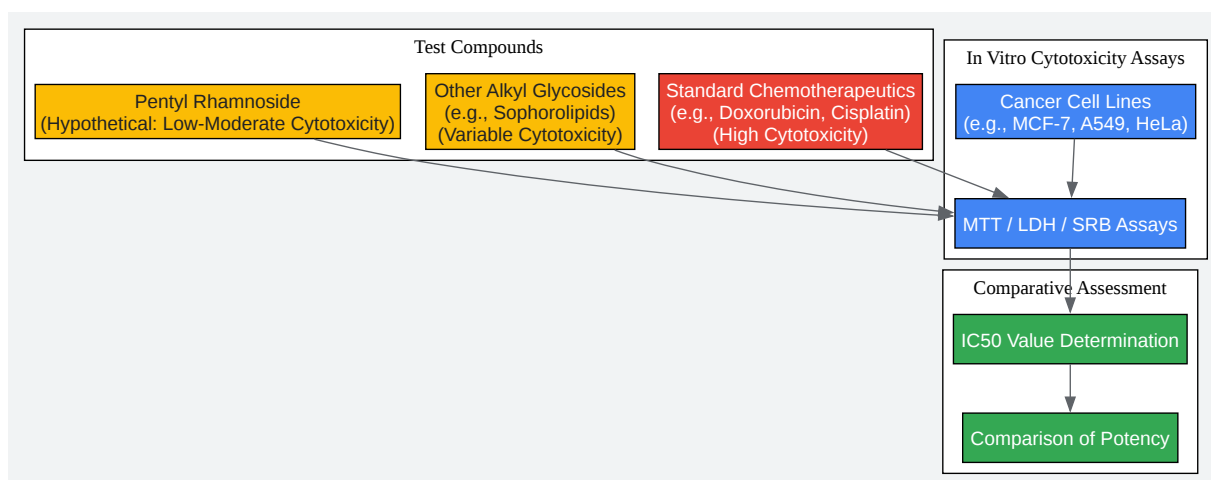 Test Compounds
Pentyl Rhamnoside
(Hypothetical: Low-Moderate Cytotoxicity)
Other Alkyl Glycosides
(e.g., Sophorolipids)
(Variable Cytotoxicity)
Standard Chemotherapeutics
(e.g., Doxorubicin, Cisplatin)
(High Cytotoxicity)
In Vitro Cytotoxicity Assays
Cancer Cell Lines
(e.g., MCF-7, A549, HeLa)
MTT / LDH / SRB Assays
Comparative Assessment
IC50 Value Determination
Comparison of Potency